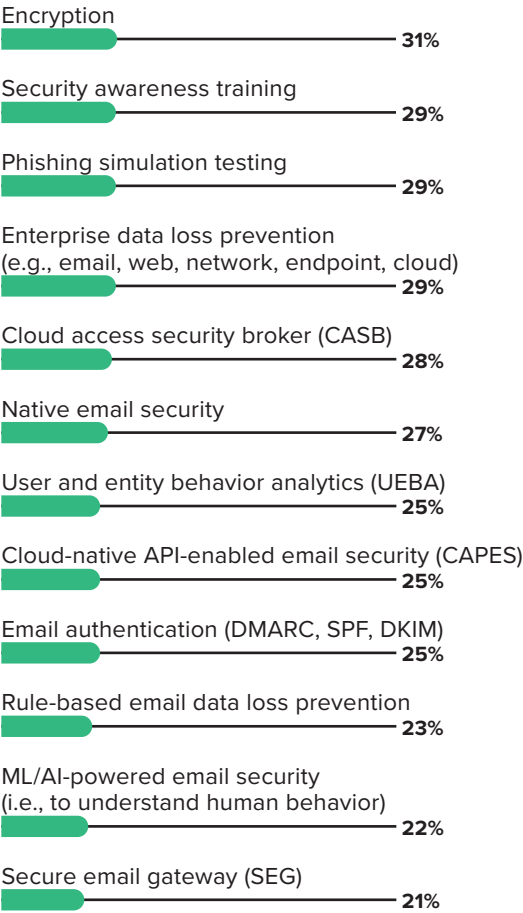 Encryption
31%
Security awareness training
29%
Phishing simulation testing
29%
Enterprise data loss prevention
(e.g., email, web, network, endpoint, cloud)
29%
Cloud access security broker (CASB)
28%
Native email security
27%
User and entity behavior analytics (UEBA)
25%
Cloud-native API-enabled email security (CAPES)
25%
Email authentication (DMARC, SPF, DKIM)
25%
Rule-based email data loss prevention
23%
ML/AI-powered email security
(i.e., to understand human behavior)
22%
Secure email gateway (SEG)
21%